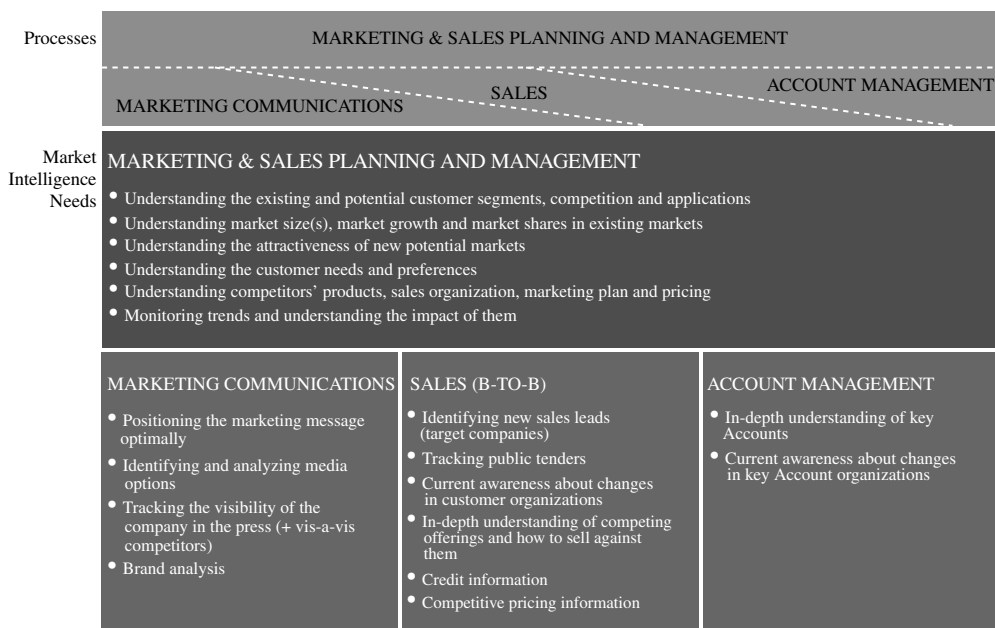 Processes
MARKETING & SALES PLANNING AND MANAGEMENT
MARKETING COMMUNICATIONS
SALES
ACCOUNT MANAGEMENT
Market
Intelligence
Needs
MARKETING & SALES PLANNING AND MANAGEMENT
• Understanding the existing and potential customer segments, competition and applications
• Understanding market size(s), market growth and market shares in existing markets
• Understanding the attractiveness of new potential markets
• Understanding the customer needs and preferences
• Understanding competitors’ products, sales organization, marketing plan and pricing
• Monitoring trends and understanding the impact of them
MARKETING COMMUNICATIONS
• Positioning the marketing message
optimally
• Identifying and analyzing media
options
• Tracking the visibility of the
company in the press (+ vis-a-vis
competitors)
• Brand analysis
SALES (B-TO-B)
• Identifying new sales leads
(target companies)
• Tracking public tenders
• Current awareness about changes
in customer organizations
• In-depth understanding of competing
offerings and how to sell against
them
• Credit information
• Competitive pricing information
ACCOUNT MANAGEMENT
• In-depth understanding of key
Accounts
• Current awareness about changes
in key Account organizations